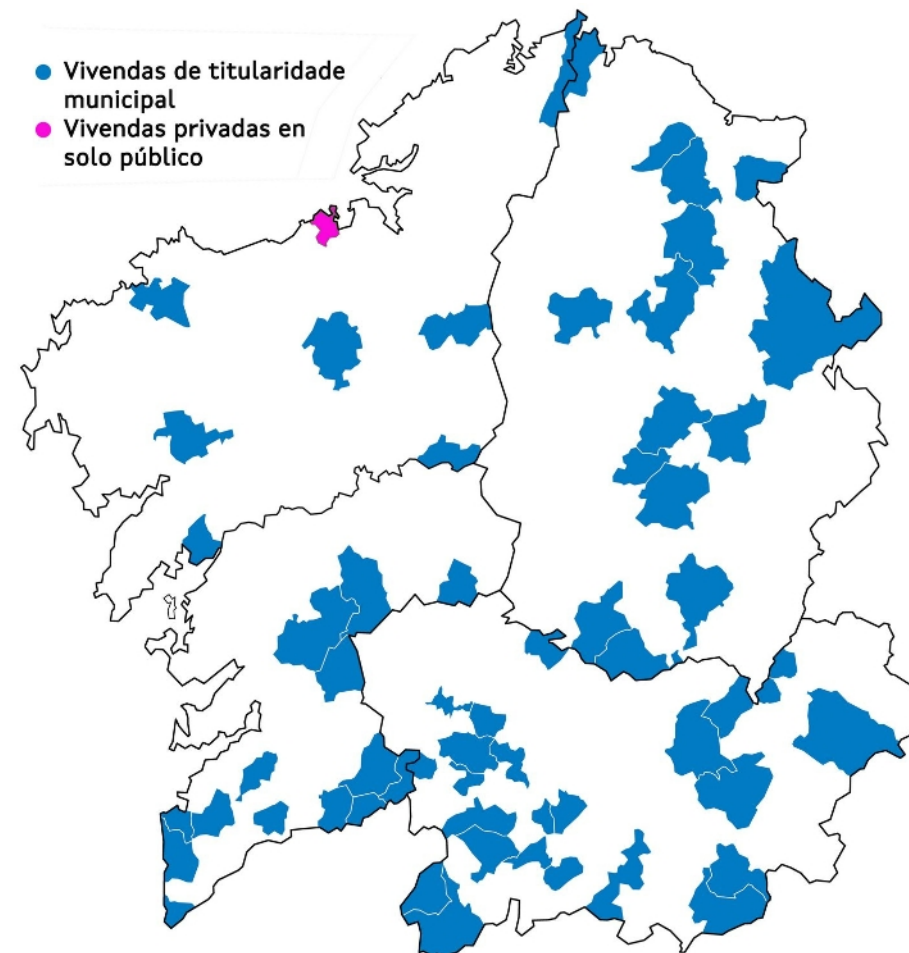 Vivendas de titularidade
municipal
Vivendas privadas en
solo público